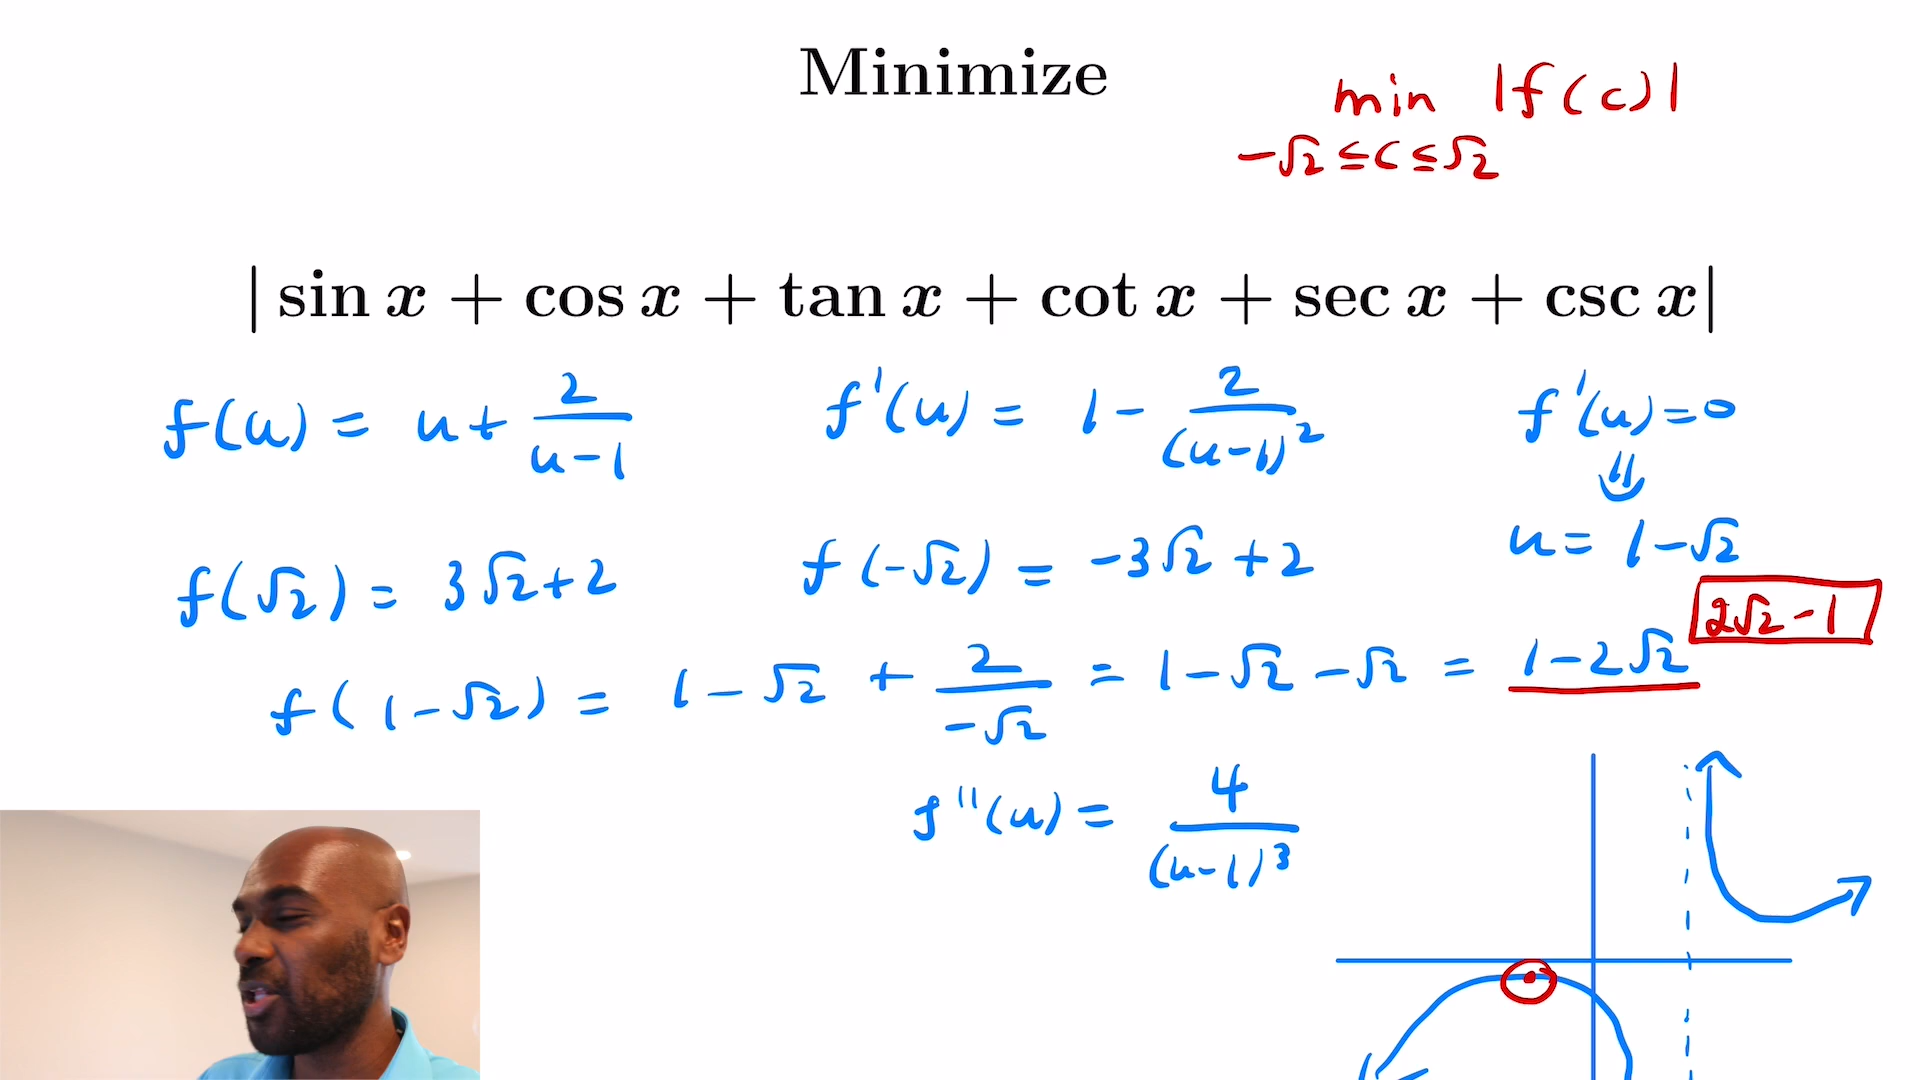 Minimize
min |f(c)|
-√2 ≤ c ≤ √2
| sin x + cos x + tan x + cot x + sec x + csc x|
f(u) = u + 2/(u-1)
f'(u) = 1 - 2/(u-1)²
f'(u)=0
⇓
f(√2) = 3√2+2
f(-√2) = -3√2+2
u = 1-√2
2√2-1
f(1-√2) = 1-√2 + 2/-√2 = 1-√2-√2 = 1-2√2
f''(u) = 4/(u-1)³